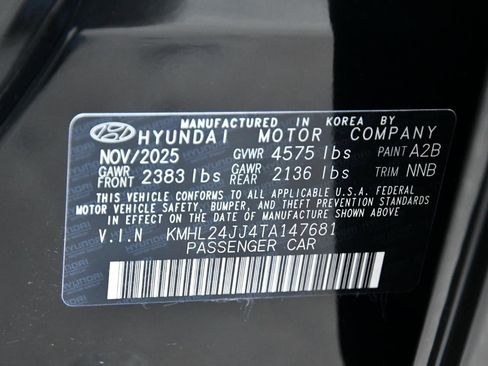 MANUFACTURED IN KOREA BY
HYUNDAI MOTOR COMPANY
NOV/2025 GVWR 4575 lbs PAINT A2B
GAWR FRONT 2383 lbs GAWR REAR 2136 lbs TRIM NNB
THIS VEHICLE CONFORMS TO ALL APPLICABLE U.S.A. FEDERAL
MOTOR VEHICLE SAFETY, BUMPER, AND THEFT PREVENTION
STANDARDS IN EFFECT ON THE DATE OF MANUFACTURE SHOWN ABOVE.
V.I.N KMHL24JJ4TA147681
PASSENGER CAR